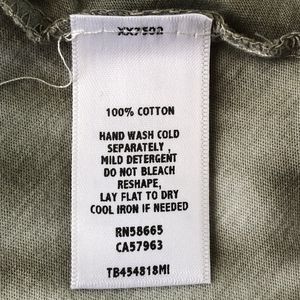 XX7502
100% COTTON
HAND WASH COLD
SEPARATELY ,
MILD DETERGENT
DO NOT BLEACH
RESHAPE,
LAY FLAT TO DRY
COOL IRON IF NEEDED
RN58665
CA57963
TB454818MI